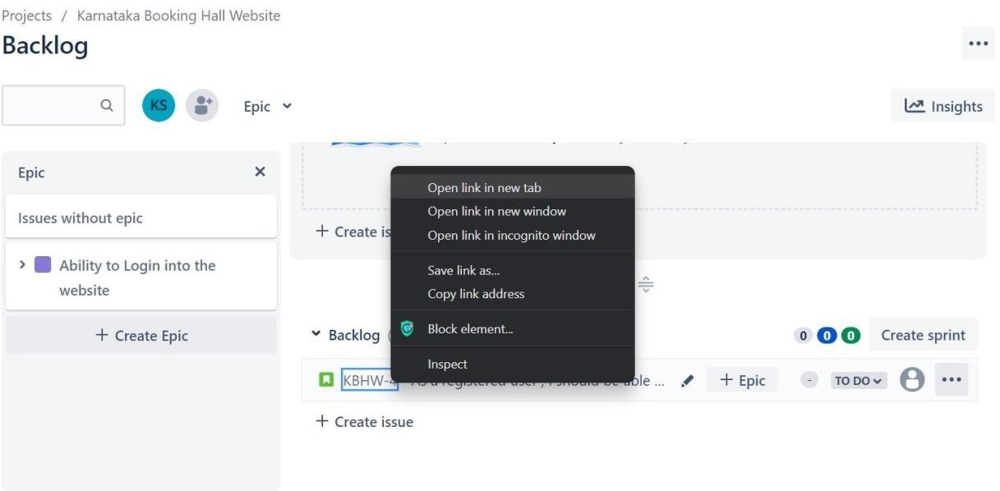 Projects / Karnataka Booking Hall Website
Backlog
KS
Epic
Insights
Epic
Issues without epic
Ability to Login into the
website
+ Create Epic
+ Create is
Open link in new tab
Open link in new window
Open link in incognito window
Save link as...
Copy link address
Block element...
Inspect
Backlog
0 0 0
Create sprint
KBHW-4 As a registered user , I should be able ...
+ Epic
-
TO DO
+ Create issue